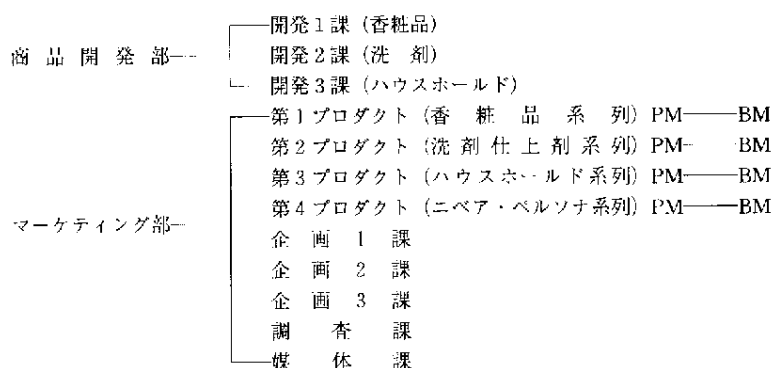 商品開発部
開発1課 (香粧品)
開発2課 (洗 剤)
開発3課 (ハウスホールド)
マーケティング部
第1プロダクト (香粧品系列) PM BM
第2プロダクト (洗剤仕上剤系列) PM BM
第3プロダクト (ハウスホールド系列) PM BM
第4プロダクト (ニベア・ペルソナ系列) PM BM
企画1課
企画2課
企画3課
調査課
媒体課